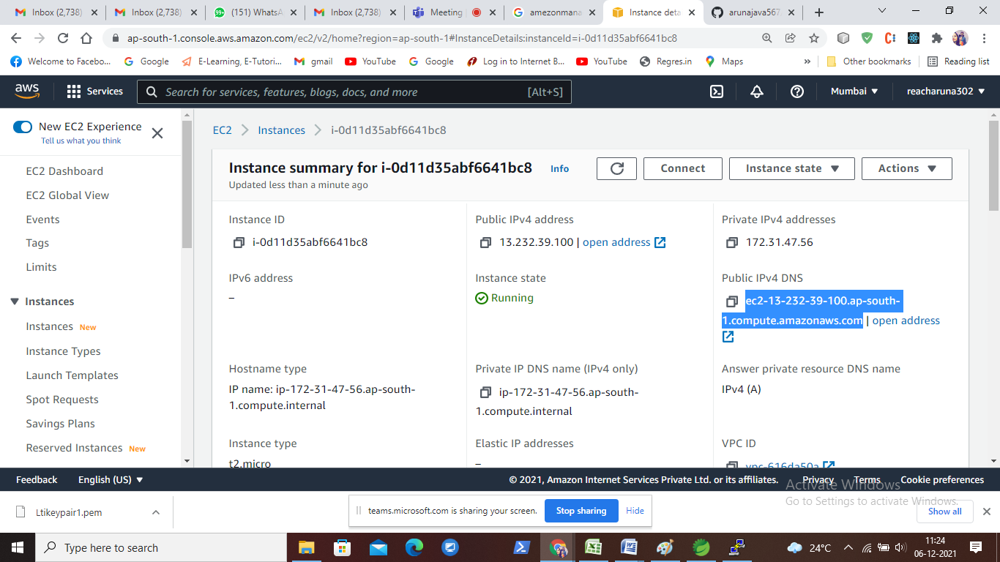 Inbox (2,738)
Inbox (2,738)
(151) WhatsA
Inbox (2,738)
Meeting
amezonmana
Instance deta
arunajava567
ap-south-1.console.aws.amazon.com/ec2/v2/home?region=ap-south-1#InstanceDetails:instanceId=i-0d11d35abf6641bc8
Welcome to Facebo...
Google
E-Learning, E-Tutori...
gmail
YouTube
Google
Log in to Internet B...
YouTube
Regres.in
Maps
»
Other bookmarks
Reading list
aws
Services
Search for services, features, blogs, docs, and more
[Alt+S]
Mumbai
reacharuna302
New EC2 Experience
Tell us what you think
EC2 Dashboard
EC2 Global View
Events
Tags
Limits
Instances
Instances New
Instance Types
Launch Templates
Spot Requests
Savings Plans
Reserved Instances New
EC2
Instances
i-0d11d35abf6641bc8
Instance summary for i-0d11d35abf6641bc8 Info
Updated less than a minute ago
Connect
Instance state
Actions
Instance ID
i-0d11d35abf6641bc8
Public IPv4 address
13.232.39.100 | open address
Private IPv4 addresses
172.31.47.56
IPv6 address
–
Instance state
Running
Public IPv4 DNS
ec2-13-232-39-100.ap-south-
1.compute.amazonaws.com | open address
Hostname type
IP name: ip-172-31-47-56.ap-south-
1.compute.internal
Private IP DNS name (IPv4 only)
ip-172-31-47-56.ap-south-
1.compute.internal
Answer private resource DNS name
IPv4 (A)
Instance type
t2.micro
Elastic IP addresses
–
VPC ID
vpc-616da50a
Feedback
English (US)
© 2021, Amazon Internet Services Private Ltd. or its affiliates.
Privacy
Terms
Cookie preferences
Activate Windows
Go to Settings to activate Windows.
Ltikeypair1.pem
teams.microsoft.com is sharing your screen.
Stop sharing
Hide
Show all
Type here to search
24°C
11:24
06-12-2021